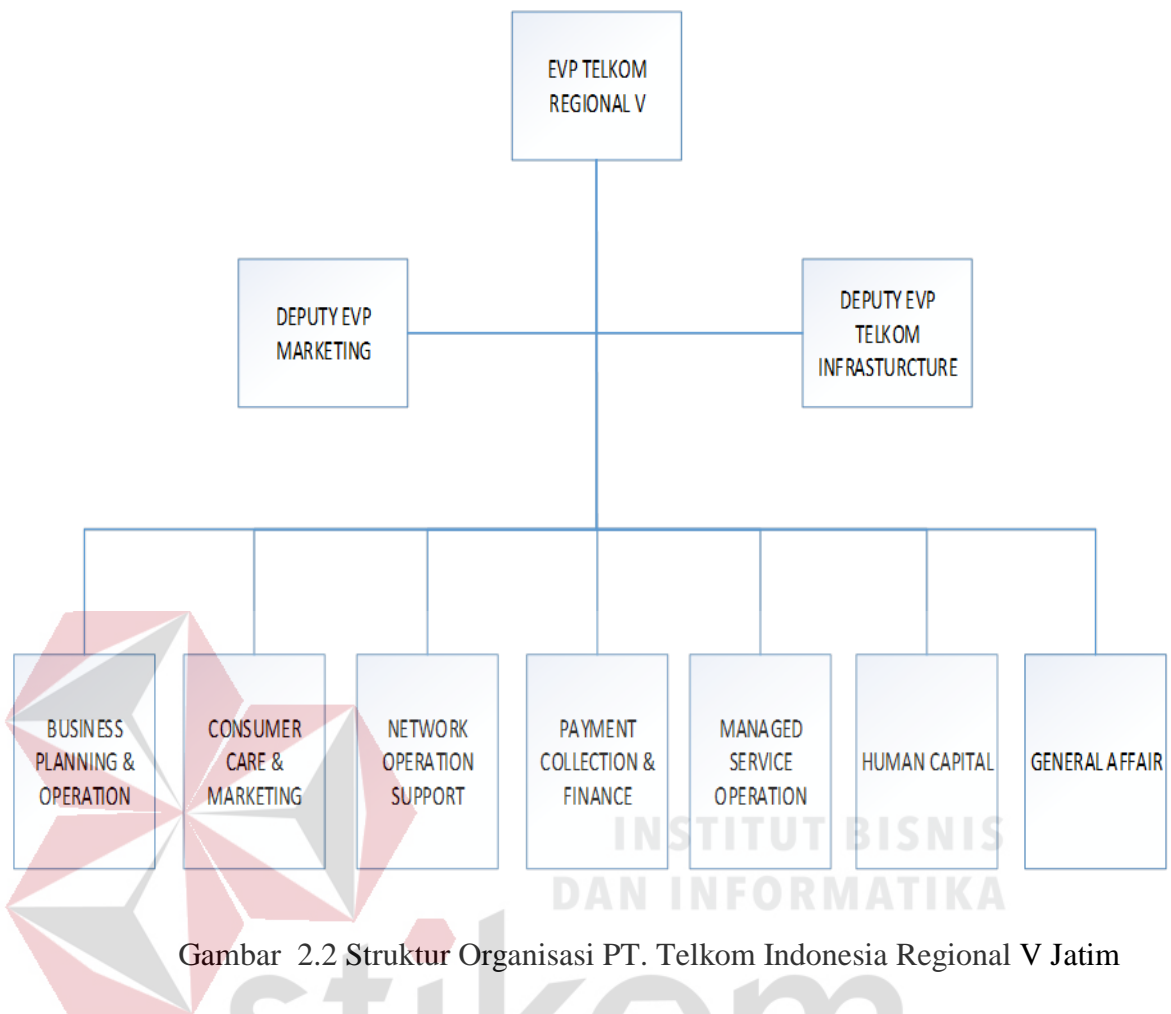 EVP TELKOM
REGIONAL V
DEPUTY EVP
MARKETING
DEPUTY EVP
TELKOM
INFRASTURCTURE
BUSINESS
PLANNING &
OPERATION
CONSUMER
CARE &
MARKETING
NETWORK
OPERATION
SUPPORT
PAYMENT
COLLECTION &
FINANCE
MANAGED
SERVICE
OPERATION
HUMAN CAPITAL
GENERAL AFFAIR
INSTITUT BISNIS
DAN INFORMATIKA
Gambar 2.2 Struktur Organisasi PT. Telkom Indonesia Regional V Jatim
stikom